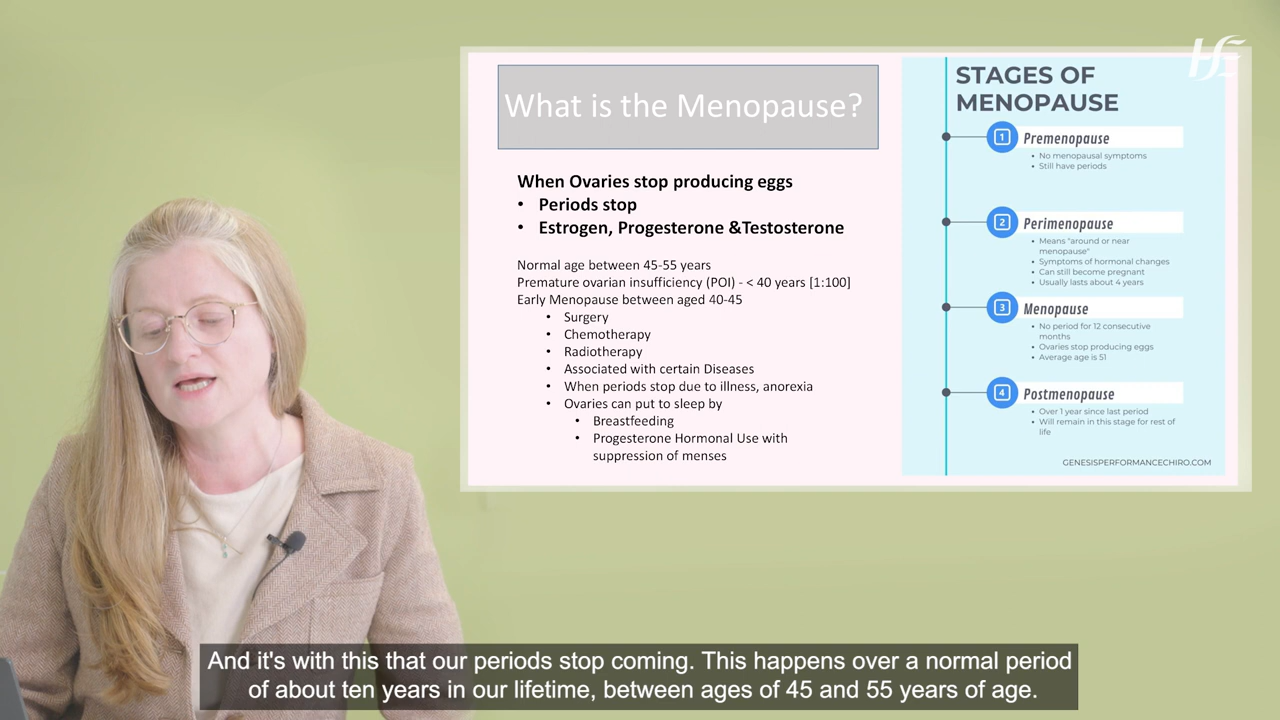 HSE
What is the Menopause?
When Ovaries stop producing eggs
• Periods stop
• Estrogen, Progesterone &Testosterone
Normal age between 45-55 years
Premature ovarian insufficiency (POI) - < 40 years [1:100]
Early Menopause between aged 40-45
• Surgery
• Chemotherapy
• Radiotherapy
• Associated with certain Diseases
• When periods stop due to illness, anorexia
• Ovaries can put to sleep by
• Breastfeeding
• Progesterone Hormonal Use with
suppression of menses
STAGES OF
MENOPAUSE
1 Premenopause
• No menopausal symptoms
• Still have periods
2 Perimenopause
• Means "around or near
menopause"
• Symptoms of hormonal changes
• Can still become pregnant
• Usually lasts about 4 years
3 Menopause
• No period for 12 consecutive
months
• Ovaries stop producing eggs
• Average age is 51
4 Postmenopause
• Over 1 year since last period
• Will remain in this stage for rest of
life
GENESISPERFORMANCECHIRO.COM
And it's with this that our periods stop coming. This happens over a normal period
of about ten years in our lifetime, between ages of 45 and 55 years of age.